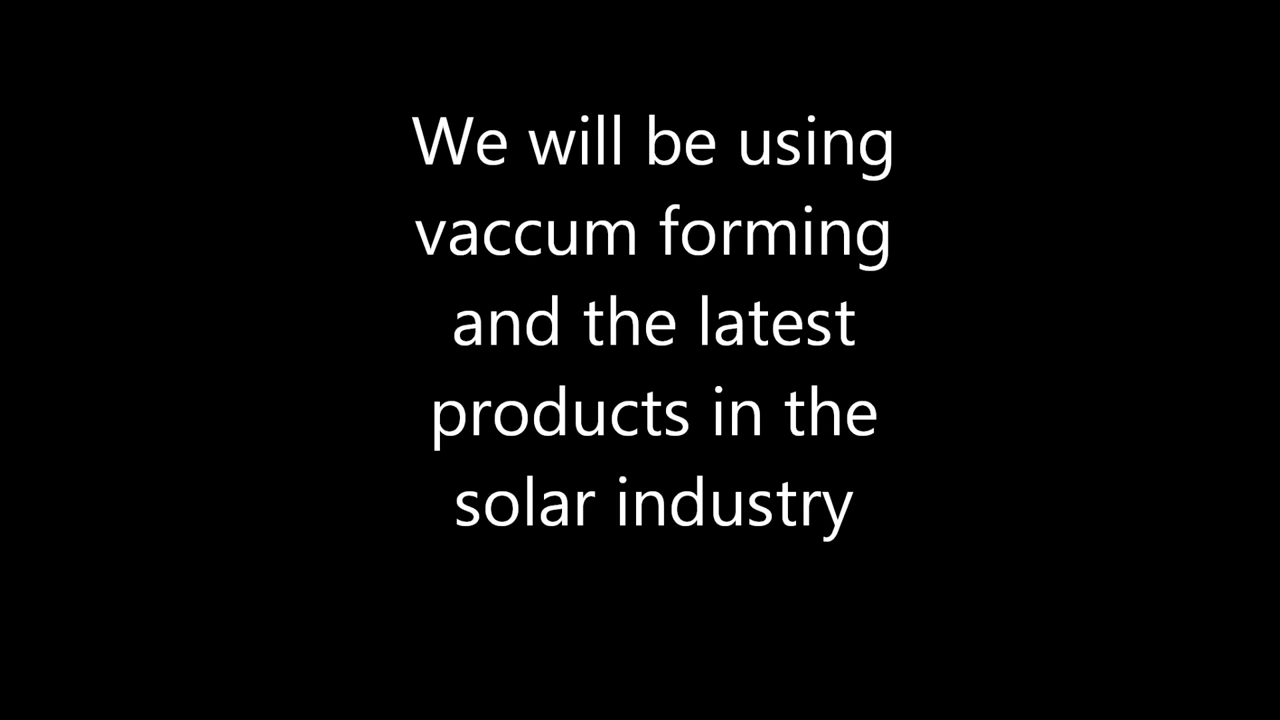 We will be using
vaccum forming
and the latest
products in the
solar industry